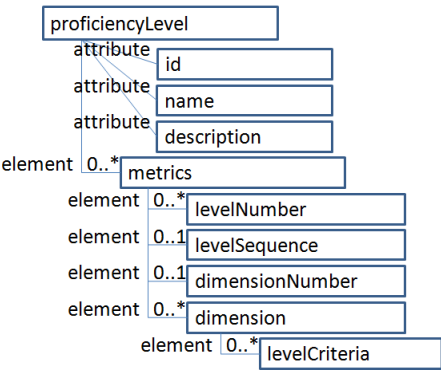 proficiencyLevel
attribute id
attribute name
attribute description
element 0..* metrics
element 0..* levelNumber
element 0..1 levelSequence
element 0..1 dimensionNumber
element 0..* dimension
element 0..* levelCriteria